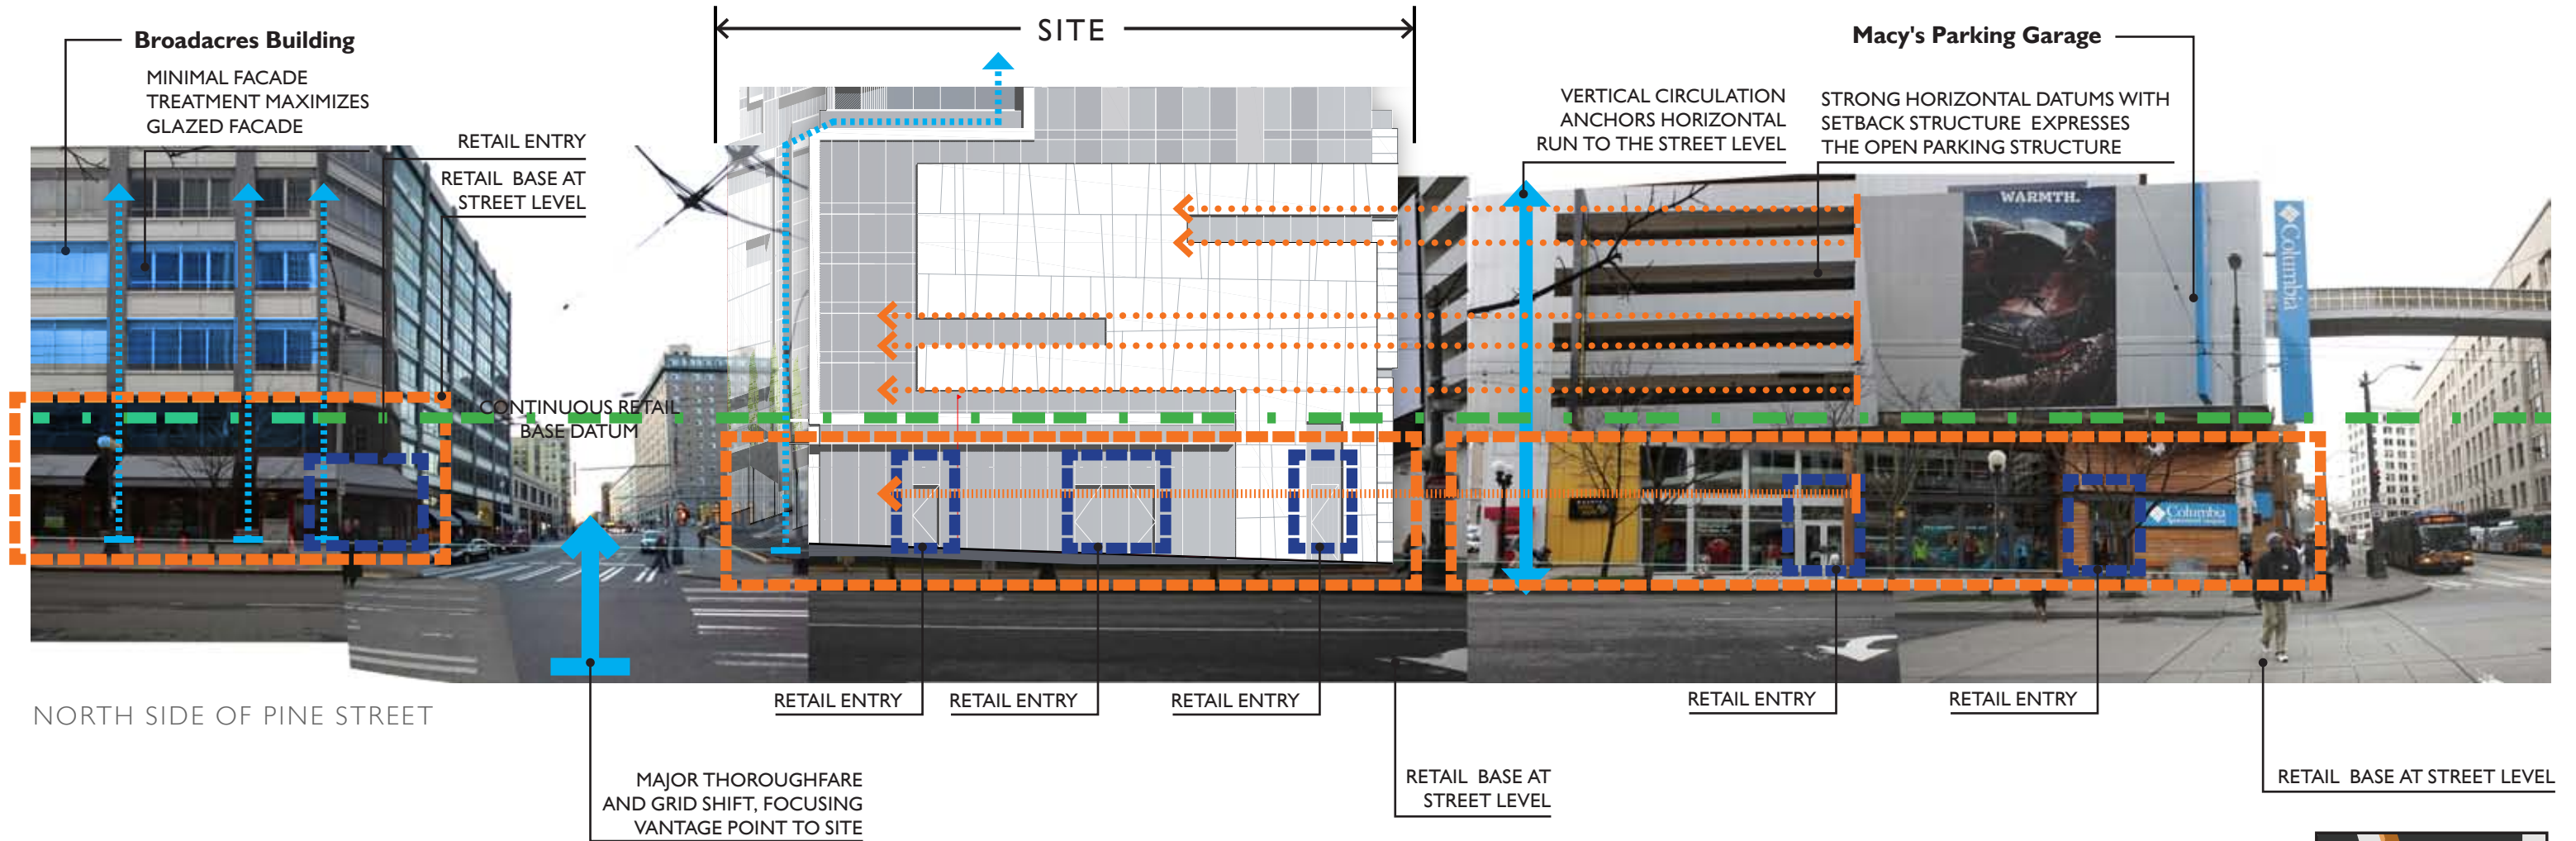 SITE
Broadacres Building
MINIMAL FACADE
TREATMENT MAXIMIZES
GLAZED FACADE
RETAIL ENTRY
RETAIL BASE AT
STREET LEVEL
Macy's Parking Garage
VERTICAL CIRCULATION
ANCHORS HORIZONTAL
RUN TO THE STREET LEVEL
STRONG HORIZONTAL DATUMS WITH
SETBACK STRUCTURE EXPRESSES
THE OPEN PARKING STRUCTURE
WARMTH.
Columbia
CONTINUOUS RETAIL
BASE DATUM
Columbia
RETAIL ENTRY
RETAIL ENTRY
RETAIL ENTRY
RETAIL ENTRY
RETAIL ENTRY
NORTH SIDE OF PINE STREET
MAJOR THOROUGHFARE
AND GRID SHIFT, FOCUSING
VANTAGE POINT TO SITE
RETAIL BASE AT
STREET LEVEL
RETAIL BASE AT STREET LEVEL